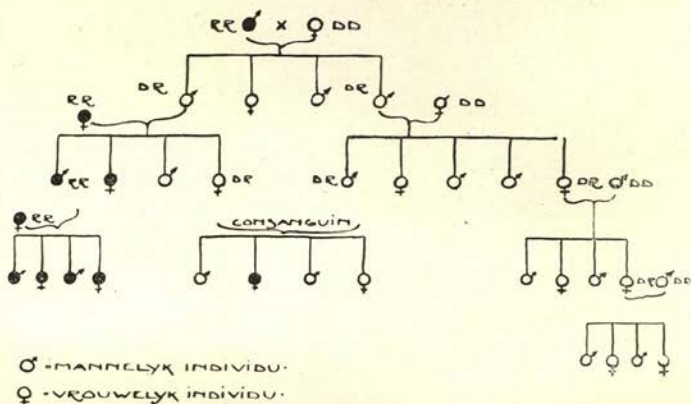 RR × DD
DR DR
RR DD
RR DR DR DR DD
RR CONSANGUIN
DR DD
♂ =MANNELYK INDIVIDU.
♀ =VROUWELYK INDIVIDU.